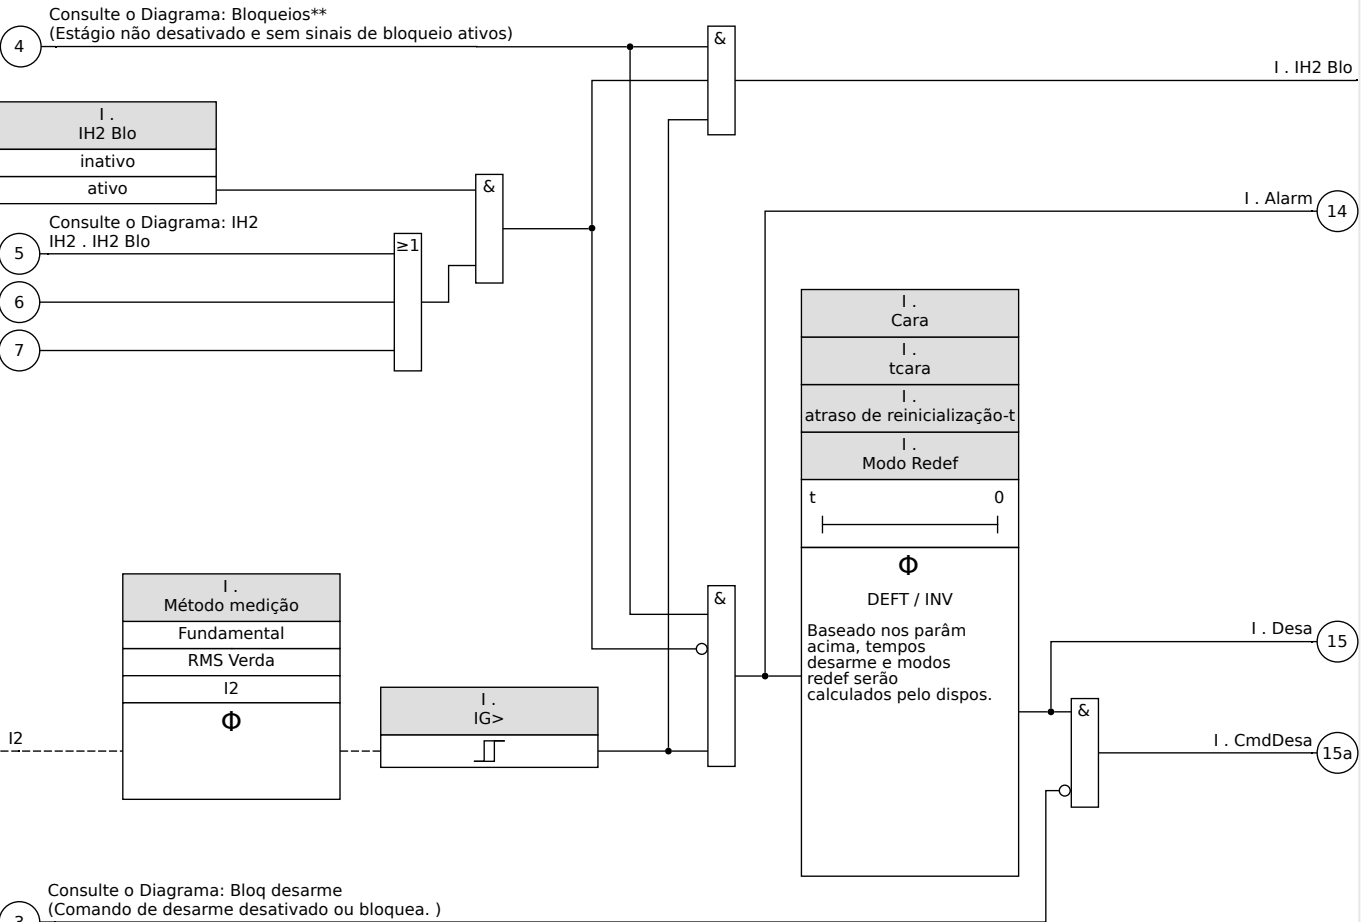 Consulte o Diagrama: Bloqueios**
(Estágio não desativado e sem sinais de bloqueio ativos)
4
&
I . IH2 Blo
I .
IH2 Blo
inativo
ativo
&
I . Alarm
14
Consulte o Diagrama: IH2
IH2 . IH2 Blo
5
≥1
6
7
I .
Cara
I .
tcara
I .
atraso de reinicialização-t
I .
Modo Redef
t 0
Φ
DEFT / INV
Baseado nos parâm
acima, tempos
desarme e modos
redef serão
calculados pelo dispos.
I .
Método medição
Fundamental
RMS Verda
I2
Φ
I2
I .
IG>
&
I . Desa
15
&
I . CmdDesa
15a
Consulte o Diagrama: Bloq desarme
(Comando de desarme desativado ou bloquea. )
3